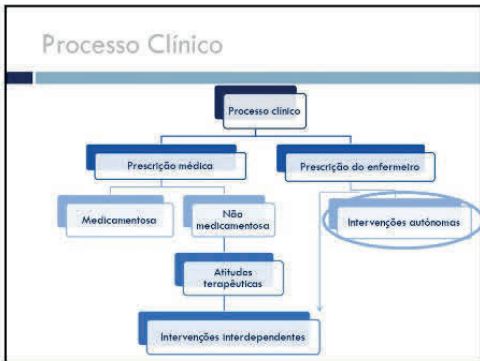 Processo Clínico
Processo clínico
Prescrição médica
Prescrição do enfermeiro
Medicamentosa
Não
medicamentosa
Intervenções autónomas
Atitudes
terapêuticas
Intervenções interdependentes